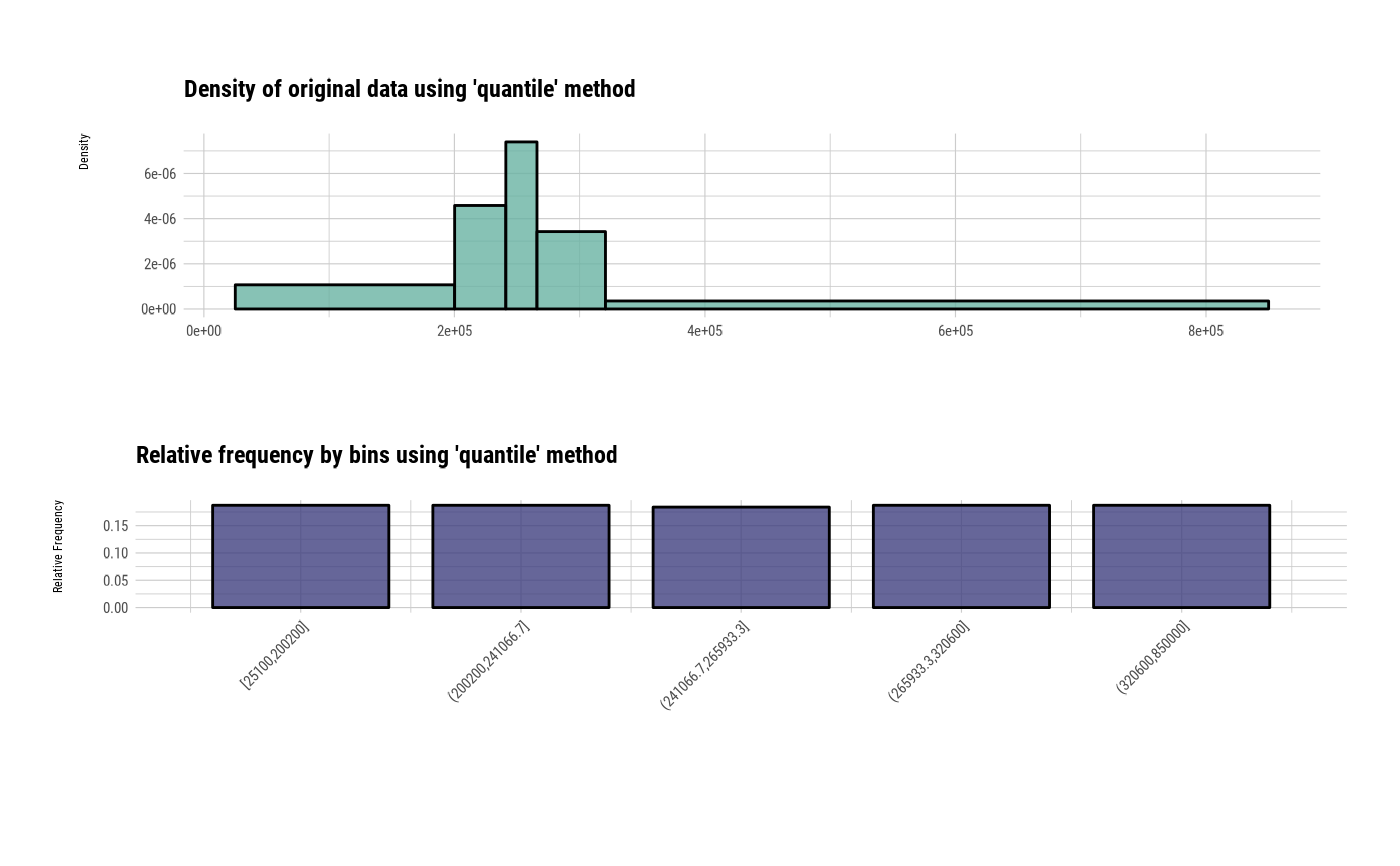 Density of original data using 'quantile' method
Density
6e-06
4e-06
2e-06
0e+00
0e+00 2e+05 4e+05 6e+05 8e+05
Relative frequency by bins using 'quantile' method
Relative Frequency
0.15
0.10
0.05
0.00
[25100,200200]
(200200,241066.7]
(241066.7,265933.3]
(265933.3,320600]
(320600,850000]